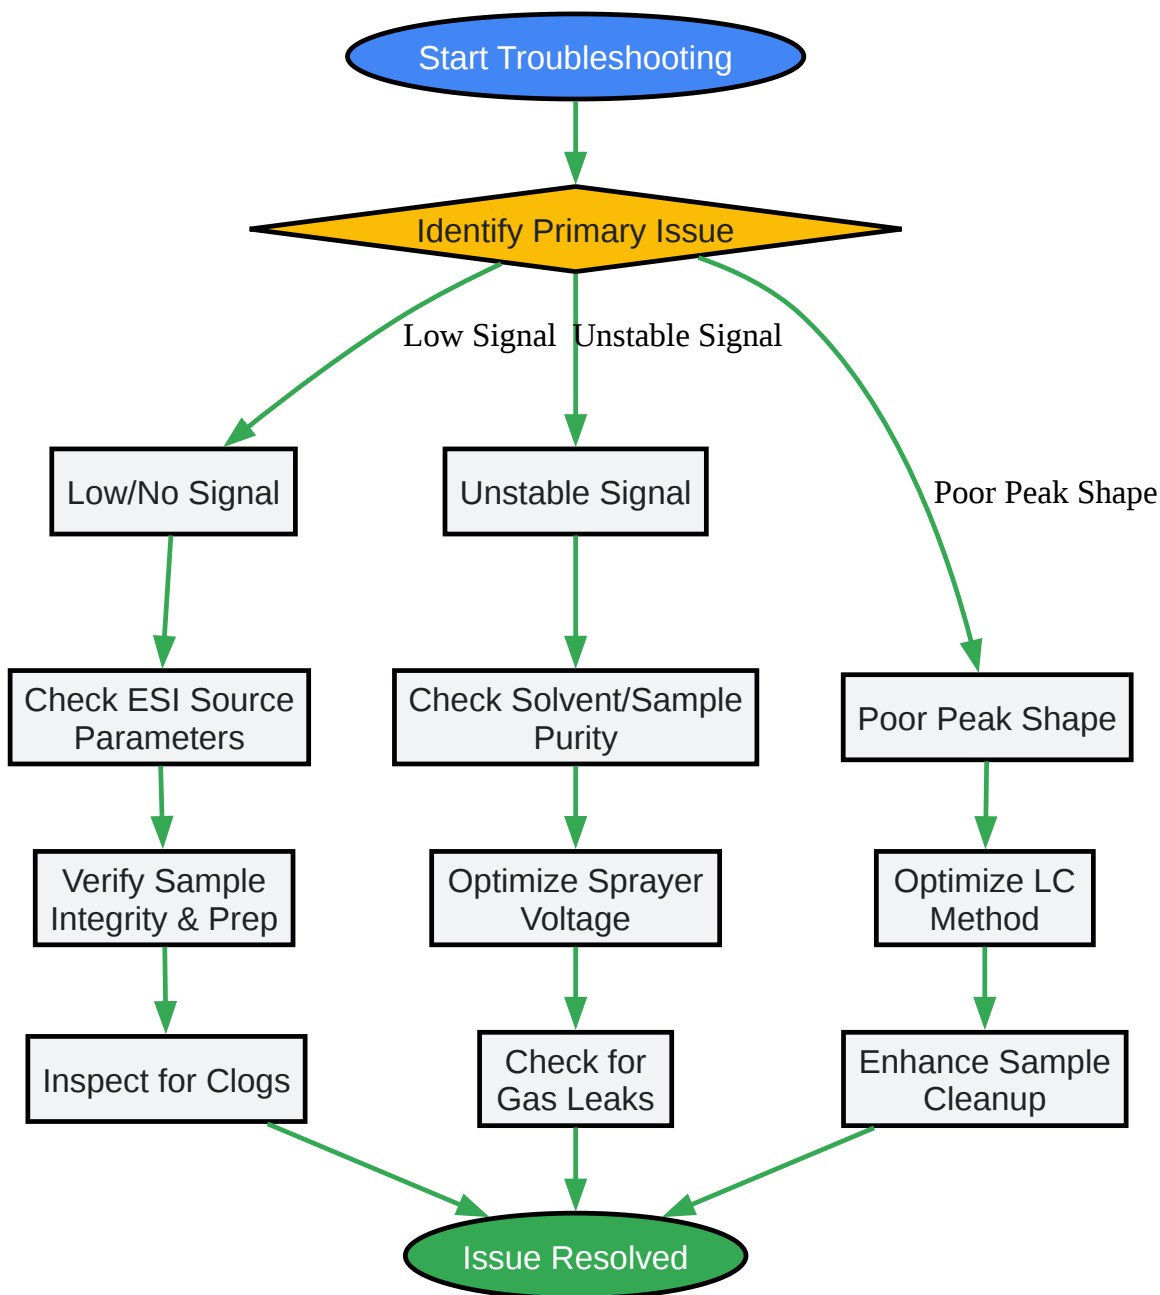 Start Troubleshooting
Identify Primary Issue
Low Signal
Unstable Signal
Poor Peak Shape
Low/No Signal
Unstable Signal
Check ESI Source
Parameters
Check Solvent/Sample
Purity
Poor Peak Shape
Verify Sample
Integrity & Prep
Optimize Sprayer
Voltage
Optimize LC
Method
Inspect for Clogs
Check for
Gas Leaks
Enhance Sample
Cleanup
Issue Resolved